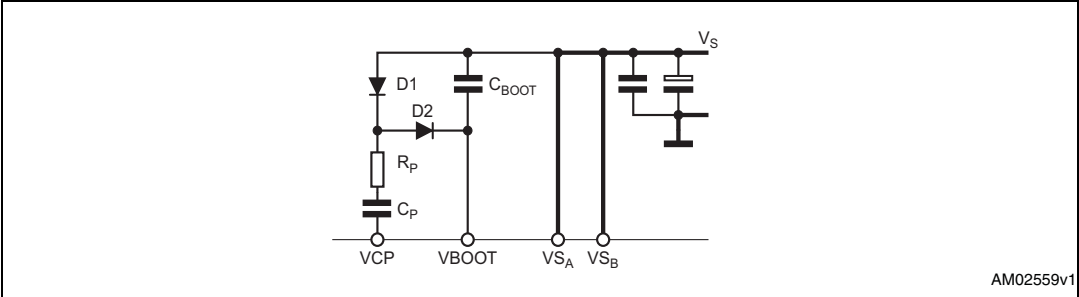 V_S
D1
C_BOOT
D2
R_P
C_P
VCP VBOOT VS_A VS_B
AM02559v1